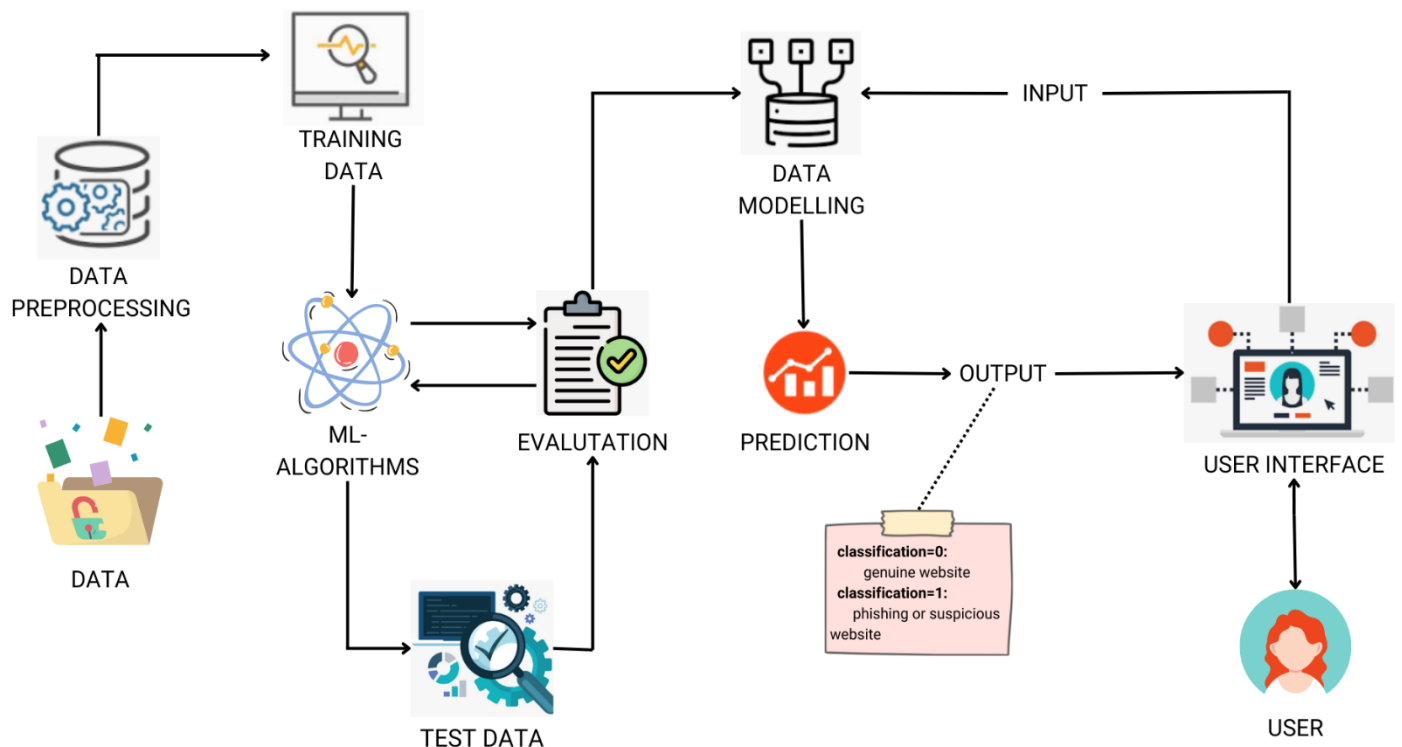 TRAINING
DATA
DATA
PREPROCESSING
DATA
ML-
ALGORITHMS
EVALUTATION
TEST DATA
DATA
MODELLING
INPUT
PREDICTION
OUTPUT
classification=0:
genuine website
classification=1:
phishing or suspicious
website
USER INTERFACE
USER